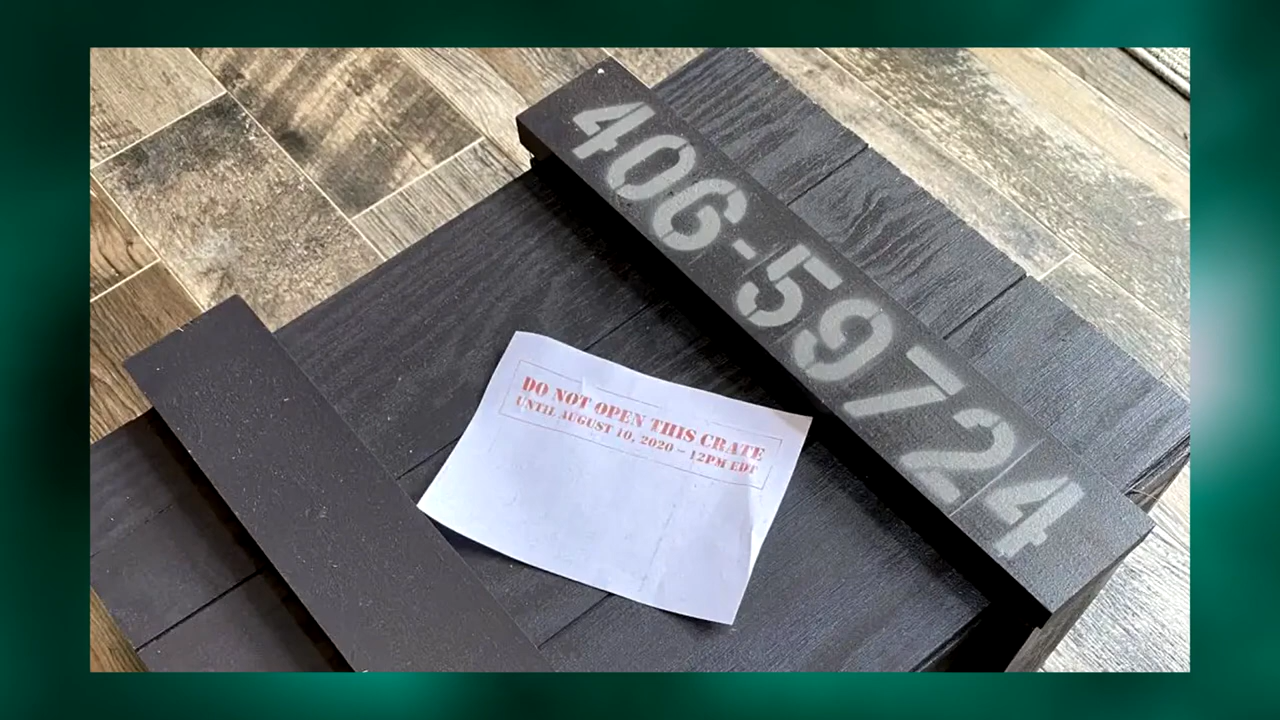 406-59724
DO NOT OPEN THIS CRATE
UNTIL AUGUST 10, 2020 – 12PM EDT